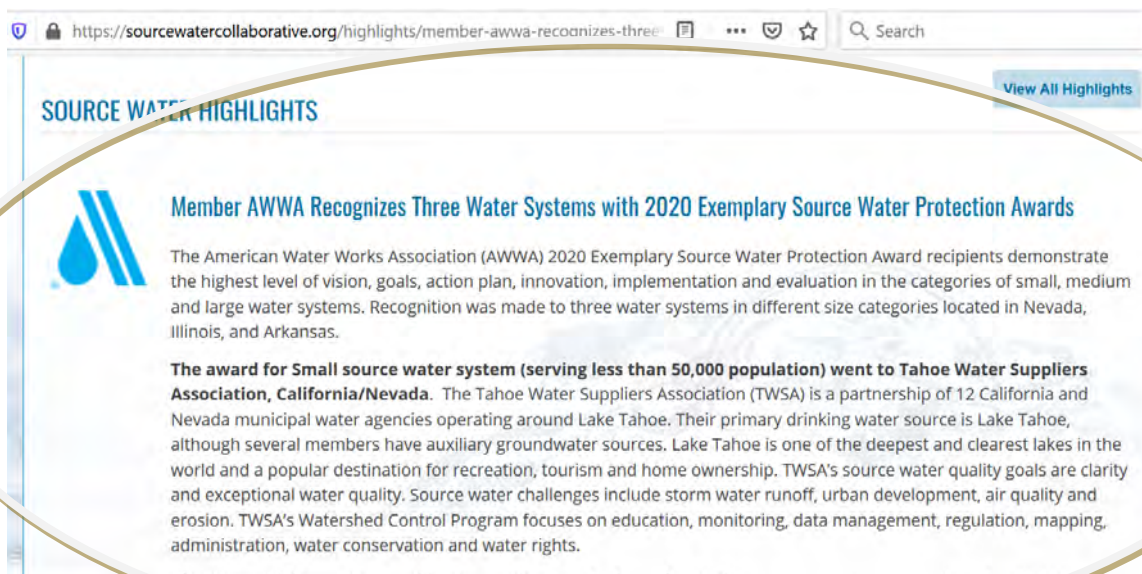 https://sourcewatercollaborative.org/highlights/member-awwa-recognizes-three
Search
View All Highlights
SOURCE WATER HIGHLIGHTS
Member AWWA Recognizes Three Water Systems with 2020 Exemplary Source Water Protection Awards
The American Water Works Association (AWWA) 2020 Exemplary Source Water Protection Award recipients demonstrate
the highest level of vision, goals, action plan, innovation, implementation and evaluation in the categories of small, medium
and large water systems. Recognition was made to three water systems in different size categories located in Nevada,
Illinois, and Arkansas.
The award for Small source water system (serving less than 50,000 population) went to Tahoe Water Suppliers
Association, California/Nevada. The Tahoe Water Suppliers Association (TWSA) is a partnership of 12 California and
Nevada municipal water agencies operating around Lake Tahoe. Their primary drinking water source is Lake Tahoe,
although several members have auxiliary groundwater sources. Lake Tahoe is one of the deepest and clearest lakes in the
world and a popular destination for recreation, tourism and home ownership. TWSA's source water quality goals are clarity
and exceptional water quality. Source water challenges include storm water runoff, urban development, air quality and
erosion. TWSA's Watershed Control Program focuses on education, monitoring, data management, regulation, mapping,
administration, water conservation and water rights.